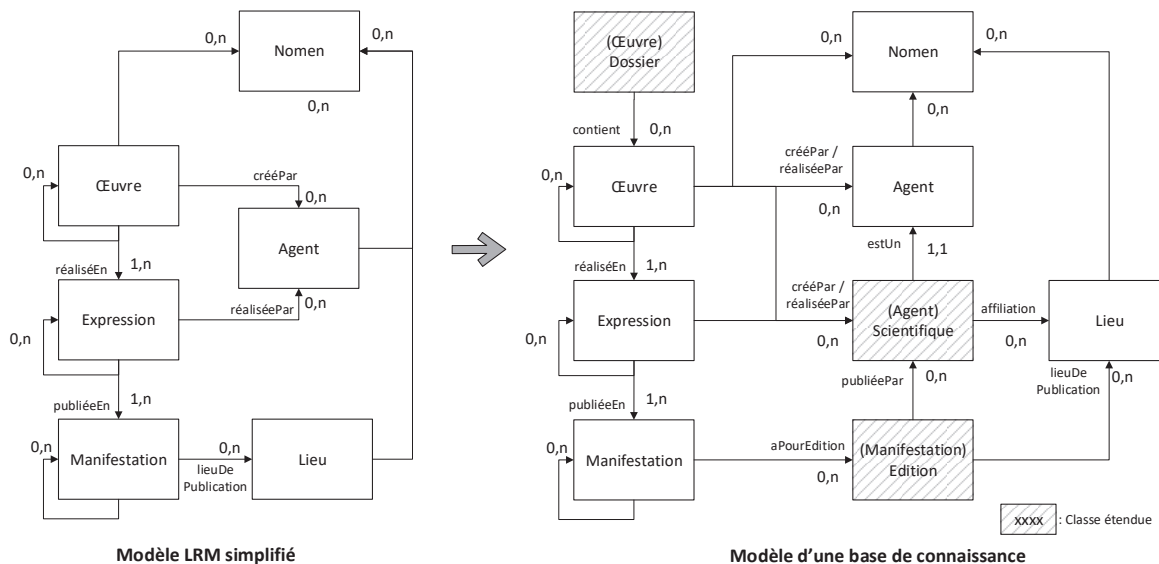 0,n
Nomen
0,n
0,n
0,n
Œuvre
crééPar
0,n
Agent
réaliséEn
1,n
réaliséePar
0,n
0,n
Expression
publiéeEn
1,n
0,n
Manifestation
0,n
lieuDe
Publication
Lieu
Modèle LRM simplifié
(Œuvre)
Dossier
contient
0,n
0,n
Nomen
0,n
0,n
0,n
Œuvre
crééPar /
réaliséePar
0,n
Agent
réaliséEn
1,n
estUn
1,1
0,n
Expression
crééPar /
réaliséePar
0,n
(Agent)
Scientifique
affiliation
0,n
Lieu
publiéeEn
1,n
publiéePar
0,n
lieuDe
Publication
0,n
0,n
Manifestation
aPourEdition
0,n
(Manifestation)
Edition
xxxx
: Classe étendue
Modèle d’une base de connaissance